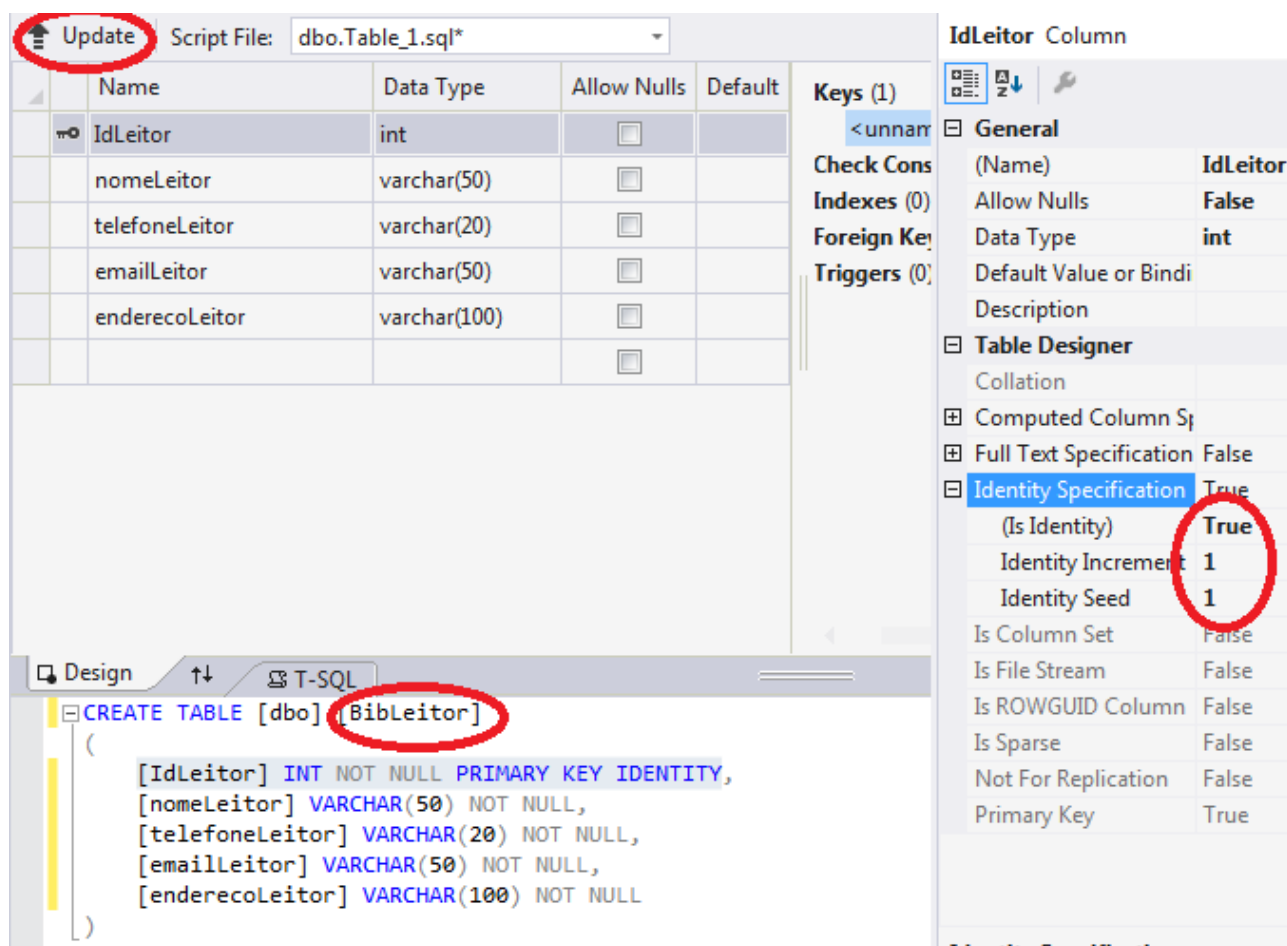 Update Script File: dbo.Table_1.sql*
Name Data Type Allow Nulls Default
IdLeitor int
nomeLeitor varchar(50)
telefoneLeitor varchar(20)
emailLeitor varchar(50)
enderecoLeitor varchar(100)
Keys (1)
<unnam
Check Cons
Indexes (0)
Foreign Key
Triggers (0)
Design T-SQL
CREATE TABLE [dbo].[BibLeitor]
(
[IdLeitor] INT NOT NULL PRIMARY KEY IDENTITY,
[nomeLeitor] VARCHAR(50) NOT NULL,
[telefoneLeitor] VARCHAR(20) NOT NULL,
[emailLeitor] VARCHAR(50) NOT NULL,
[enderecoLeitor] VARCHAR(100) NOT NULL
)
IdLeitor Column
General
(Name) IdLeitor
Allow Nulls False
Data Type int
Default Value or Bindi
Description
Table Designer
Collation
Computed Column Sp
Full Text Specification False
Identity Specification True
(Is Identity) True
Identity Increment 1
Identity Seed 1
Is Column Set False
Is File Stream False
Is ROWGUID Column False
Is Sparse False
Not For Replication False
Primary Key True